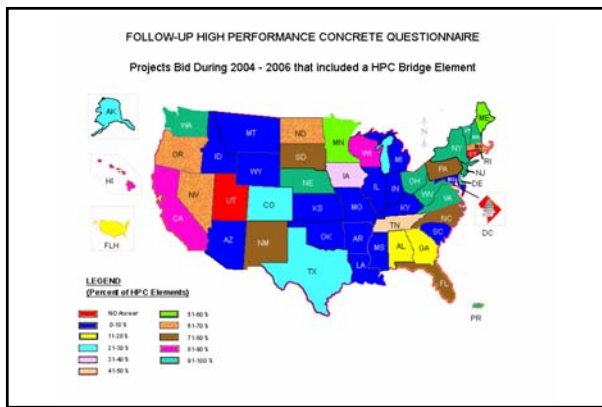 FOLLOW-UP HIGH PERFORMANCE CONCRETE QUESTIONNAIRE
Projects Bid During 2004 - 2006 that included a HPC Bridge Element
AK
WA
MT
ND
MN
ME
OR
ID
SD
WI
MI
NY
WY
IA
PA
RI
NJ
HI
NV
NE
OH
DE
UT
CO
IL
IN
WV
VA
CA
KS
MO
KY
DC
FLH
TN
NC
AZ
NM
OK
AR
SC
MS
AL
GA
TX
LA
FL
PR
LEGEND
(Percent of HPC Elements)
NO Answer
0-10 %
11-20 %
21-30 %
31-40 %
41-50 %
51-60 %
61-70 %
71-80 %
81-90 %
91-100 %